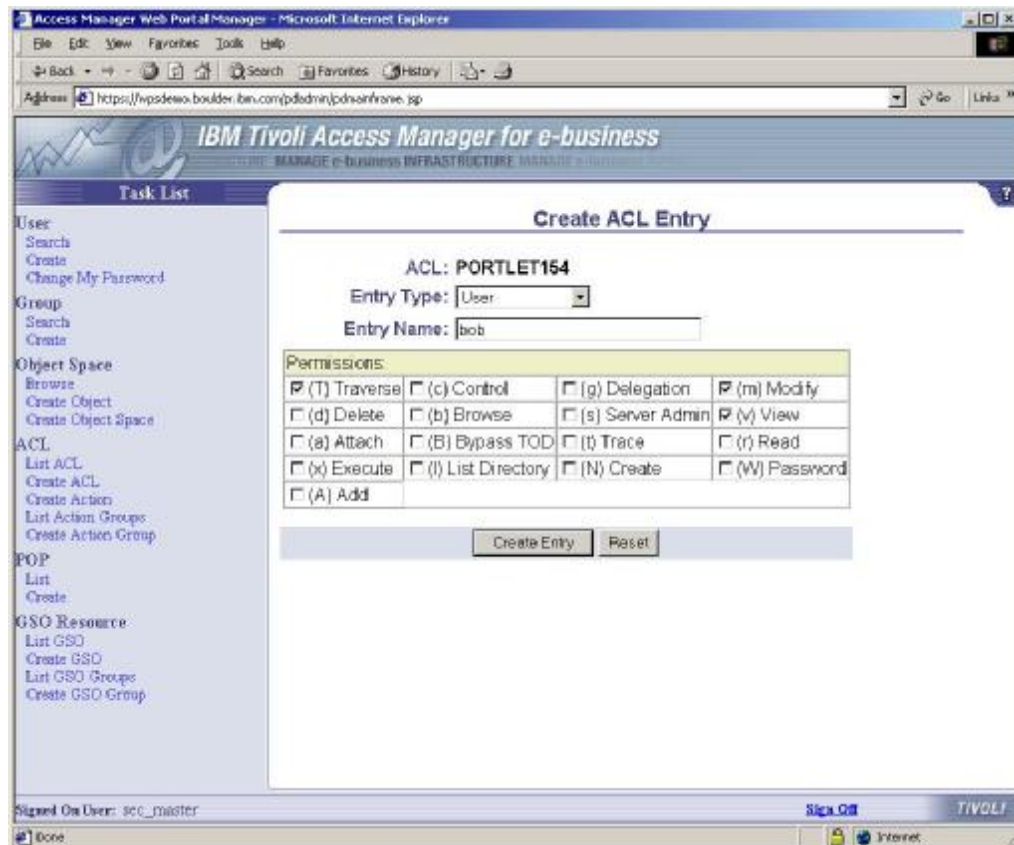 Access Manager Web Portal Manager - Microsoft Internet Explorer
File Edit View Favorites Tools Help
Back Search Favorites History
Address https://wpsdemo.boulder.ibm.com/pdadmin/pdmainframe.jsp Go Links »
IBM Tivoli Access Manager for e-business
MANAGE e-business INFRASTRUCTURE
Task List
?
User
Search
Create
Change My Password
Group
Search
Create
Object Space
Browse
Create Object
Create Object Space
ACL
List ACL
Create ACL
Create Action
List Action Groups
Create Action Group
POP
List
Create
GSO Resource
List GSO
Create GSO
List GSO Groups
Create GSO Group
Create ACL Entry
ACL: PORTLET154
Entry Type: User
Entry Name: bob
Permissions:
(T) Traverse (c) Control (g) Delegation (m) Modify
(d) Delete (b) Browse (s) Server Admin (v) View
(a) Attach (B) Bypass TOD (t) Trace (r) Read
(x) Execute (l) List Directory (N) Create (W) Password
(A) Add
Create Entry Reset
Signed On User: sec_master Sign Off TIVOLI
Done Internet